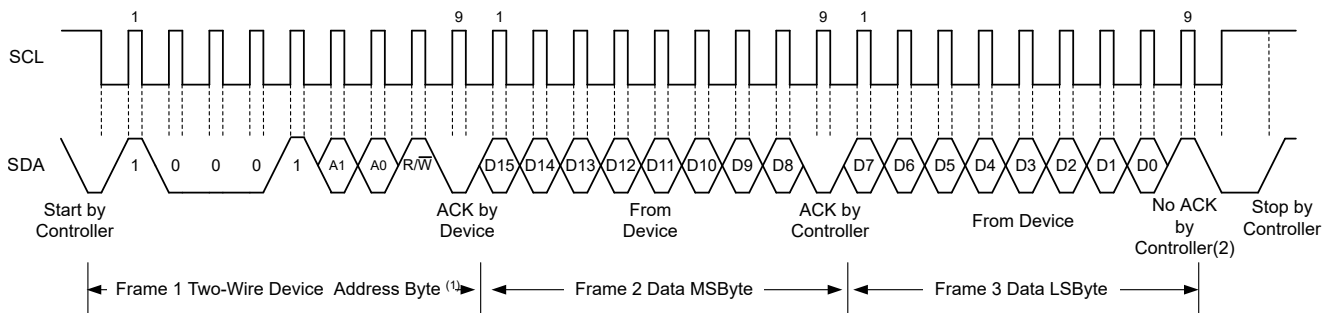 1 9 1 9 1 9
SCL
SDA
1 0 0 0 1 A1 A0 R/W̅ D15 D14 D13 D12 D11 D10 D9 D8 D7 D6 D5 D4 D3 D2 D1 D0
Start by
Controller
ACK by
Device
From
Device
ACK by
Controller
From Device
No ACK
by
Controller(2)
Stop by
Controller
Frame 1 Two-Wire Device Address Byte (1)
Frame 2 Data MSByte
Frame 3 Data LSByte